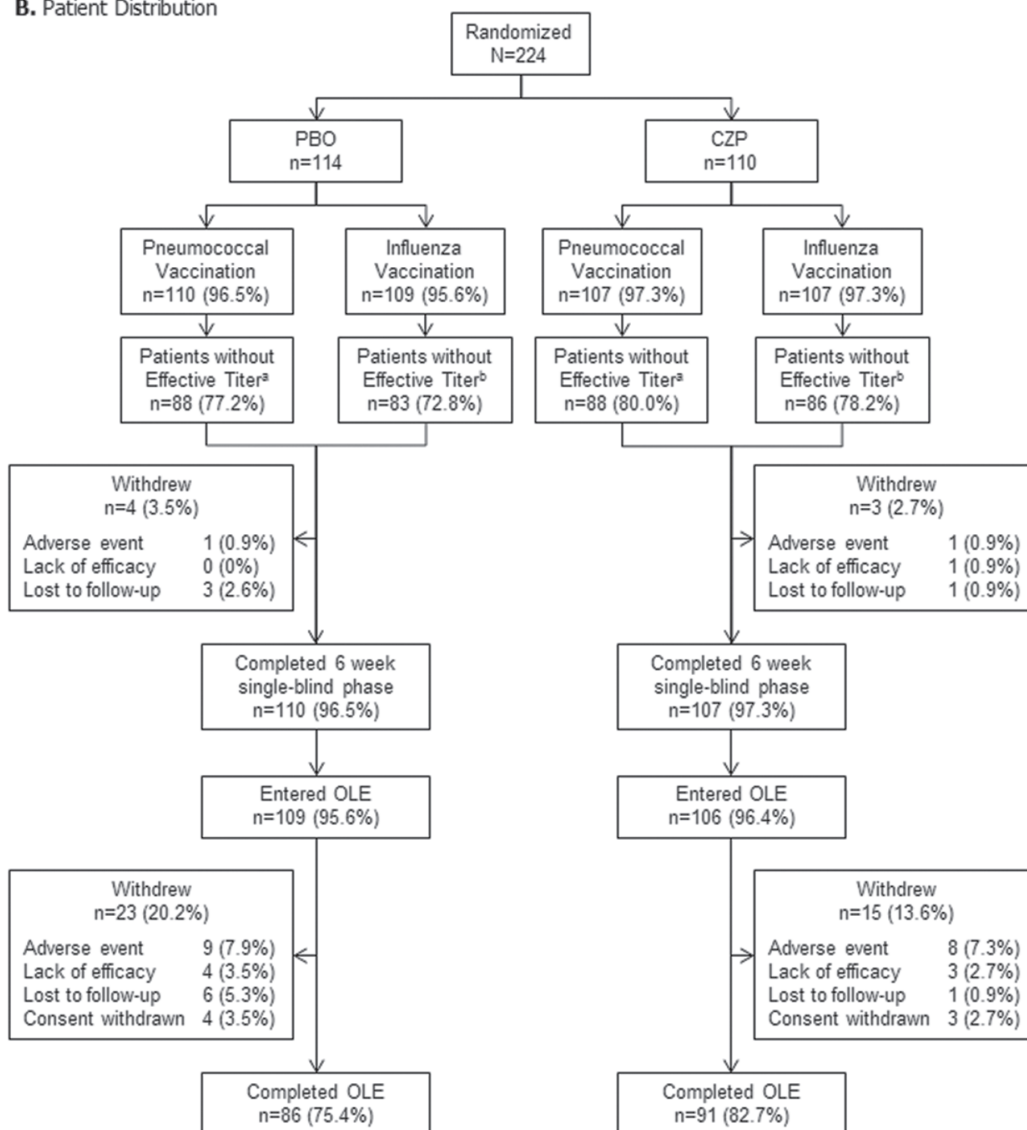 B. Patient Distribution
Randomized
N=224
PBO
n=114
CZP
n=110
Pneumococcal
Vaccination
n=110 (96.5%)
Influenza
Vaccination
n=109 (95.6%)
Pneumococcal
Vaccination
n=107 (97.3%)
Influenza
Vaccination
n=107 (97.3%)
Patients without
Effective Titerᵃ
n=88 (77.2%)
Patients without
Effective Titerᵇ
n=83 (72.8%)
Patients without
Effective Titerᵃ
n=88 (80.0%)
Patients without
Effective Titerᵇ
n=86 (78.2%)
Withdrew
n=4 (3.5%)
Adverse event 1 (0.9%)
Lack of efficacy 0 (0%)
Lost to follow-up 3 (2.6%)
Withdrew
n=3 (2.7%)
Adverse event 1 (0.9%)
Lack of efficacy 1 (0.9%)
Lost to follow-up 1 (0.9%)
Completed 6 week
single-blind phase
n=110 (96.5%)
Completed 6 week
single-blind phase
n=107 (97.3%)
Entered OLE
n=109 (95.6%)
Entered OLE
n=106 (96.4%)
Withdrew
n=23 (20.2%)
Adverse event 9 (7.9%)
Lack of efficacy 4 (3.5%)
Lost to follow-up 6 (5.3%)
Consent withdrawn 4 (3.5%)
Withdrew
n=15 (13.6%)
Adverse event 8 (7.3%)
Lack of efficacy 3 (2.7%)
Lost to follow-up 1 (0.9%)
Consent withdrawn 3 (2.7%)
Completed OLE
n=86 (75.4%)
Completed OLE
n=91 (82.7%)